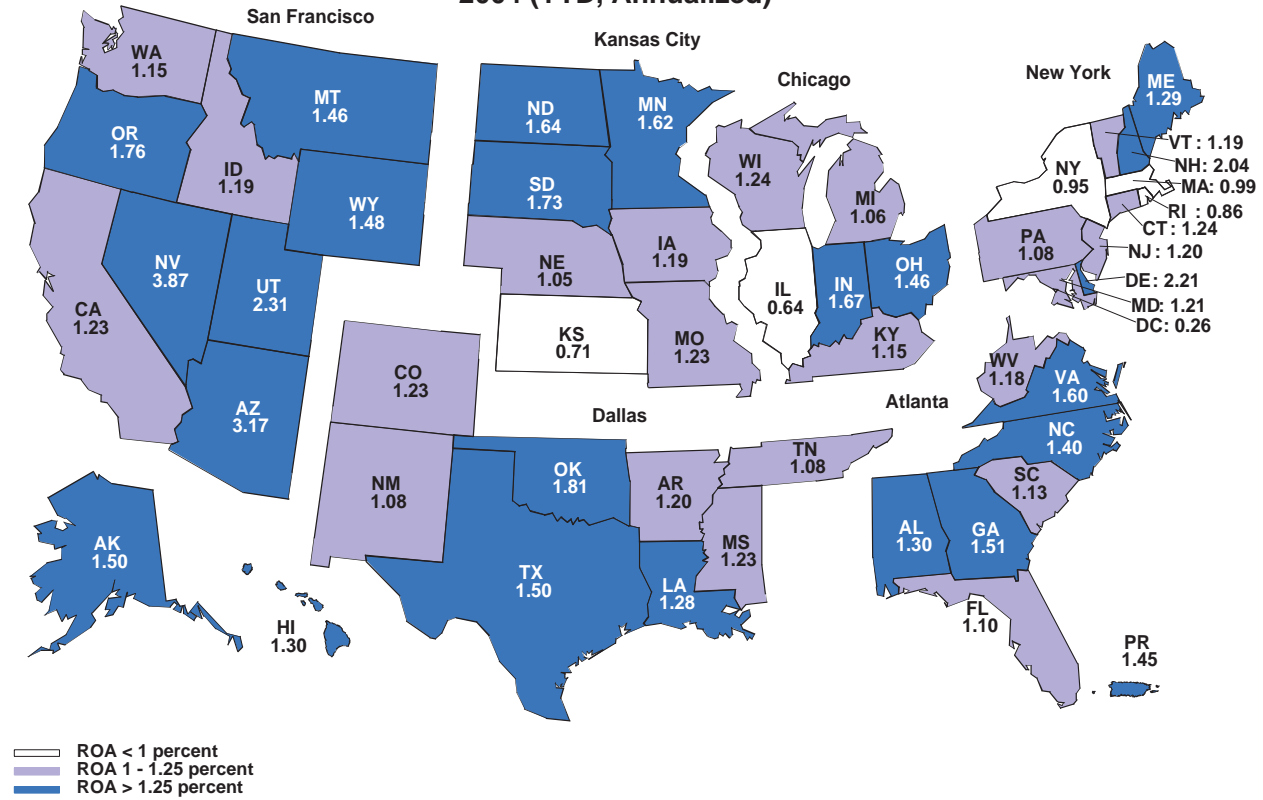 2004 (YTD, Annualized)
San Francisco
Kansas City
Chicago
New York
WA
1.15
MT
1.46
OR
1.76
ID
1.19
WY
1.48
NV
3.87
UT
2.31
CA
1.23
AZ
3.17
CO
1.23
NM
1.08
AK
1.50
HI
1.30
ND
1.64
MN
1.62
SD
1.73
NE
1.05
IA
1.19
KS
0.71
MO
1.23
WI
1.24
MI
1.06
IL
0.64
IN
1.67
OH
1.46
KY
1.15
ME
1.29
NY
0.95
VT : 1.19
NH: 2.04
MA: 0.99
RI : 0.86
CT : 1.24
NJ : 1.20
PA
1.08
DE: 2.21
MD: 1.21
DC: 0.26
Dallas
Atlanta
OK
1.81
AR
1.20
TN
1.08
MS
1.23
TX
1.50
LA
1.28
WV
1.18
VA
1.60
NC
1.40
SC
1.13
AL
1.30
GA
1.51
FL
1.10
PR
1.45
ROA < 1 percent
ROA 1 - 1.25 percent
ROA > 1.25 percent